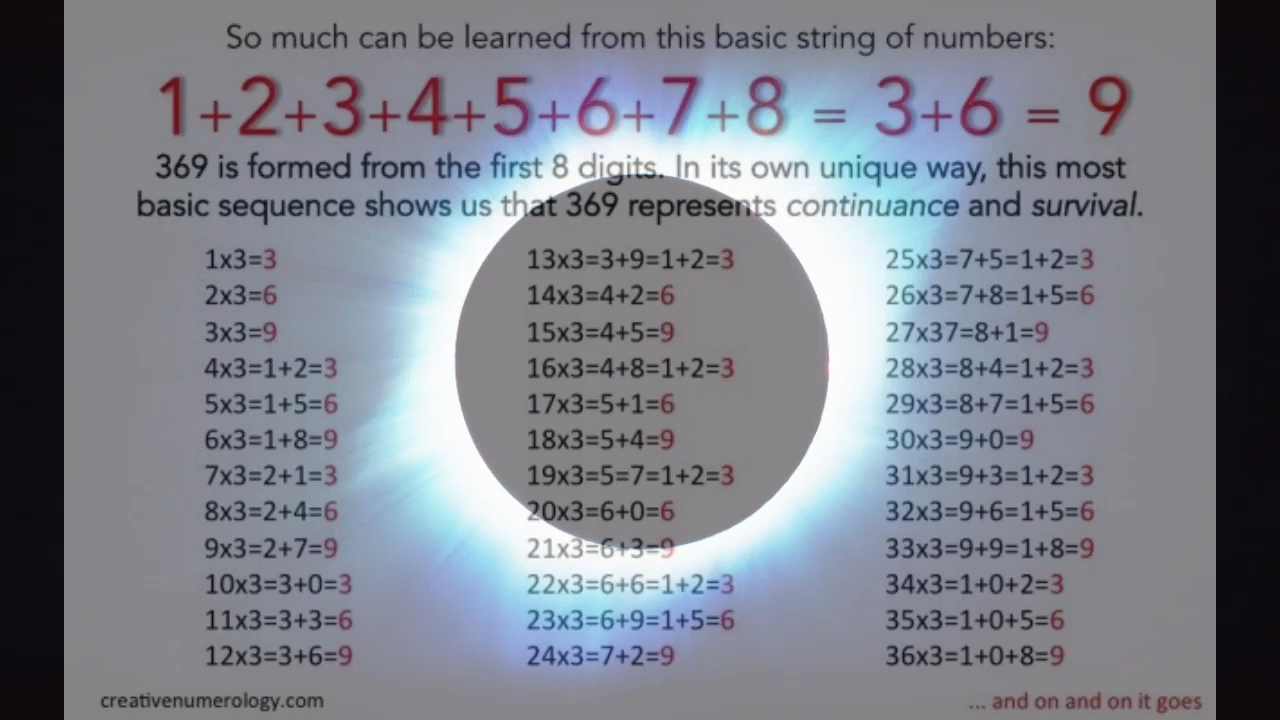 So much can be learned from this basic string of numbers:
1+2+3+4+5+6+7+8 = 3+6 = 9
369 is formed from the first 8 digits. In its own unique way, this most
basic sequence shows us that 369 represents continuance and survival.
1x3=3
2x3=6
3x3=9
4x3=1+2=3
5x3=1+5=6
6x3=1+8=9
7x3=2+1=3
8x3=2+4=6
9x3=2+7=9
10x3=3+0=3
11x3=3+3=6
12x3=3+6=9
13x3=3+9=1+2=3
14x3=4+2=6
15x3=4+5=9
16x3=4+8=1+2=3
17x3=5+1=6
18x3=5+4=9
19x3=5=7=1+2=3
20x3=6+0=6
21x3=6+3=9
22x3=6+6=1+2=3
23x3=6+9=1+5=6
24x3=7+2=9
25x3=7+5=1+2=3
26x3=7+8=1+5=6
27x37=8+1=9
28x3=8+4=1+2=3
29x3=8+7=1+5=6
30x3=9+0=9
31x3=9+3=1+2=3
32x3=9+6=1+5=6
33x3=9+9=1+8=9
34x3=1+0+2=3
35x3=1+0+5=6
36x3=1+0+8=9
creativenumerology.com
... and on and on it goes